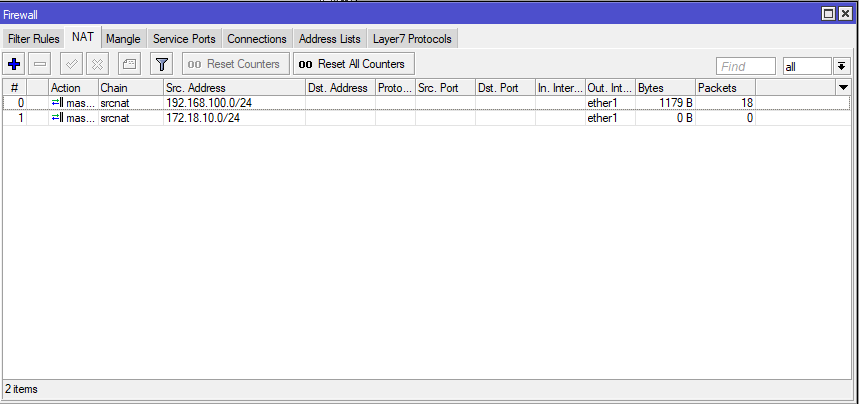 Firewall
Filter Rules NAT Mangle Service Ports Connections Address Lists Layer7 Protocols
00 Reset Counters 00 Reset All Counters Find all
# Action Chain Src. Address Dst. Address Proto... Src. Port Dst. Port In. Inter... Out. Int... Bytes Packets
0 mas... srcnat 192.168.100.0/24 ether1 1179 B 18
1 mas... srcnat 172.18.10.0/24 ether1 0 B 0
2 items